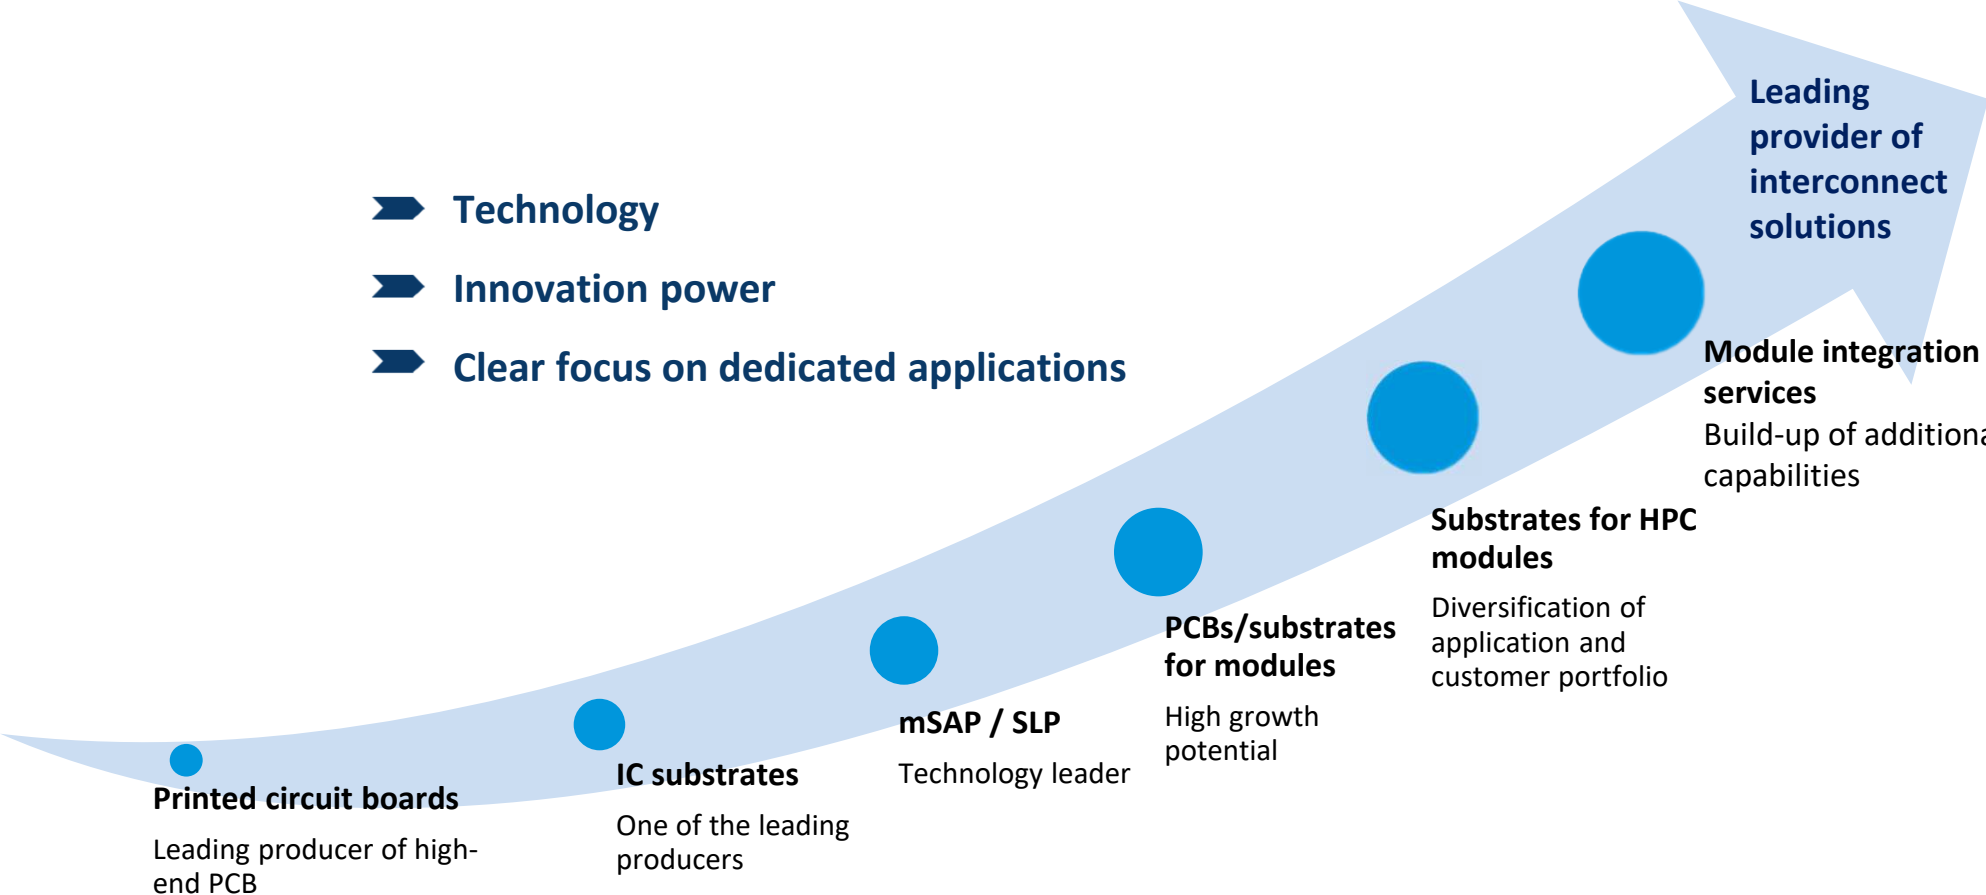 Leading
provider of
interconnect
solutions
Technology
Innovation power
Clear focus on dedicated applications
Module integration
services
Build-up of additiona
capabilities
Substrates for HPC
modules
Diversification of
application and
customer portfolio
PCBs/substrates
for modules
High growth
potential
mSAP / SLP
Technology leader
IC substrates
One of the leading
producers
Printed circuit boards
Leading producer of high-
end PCB